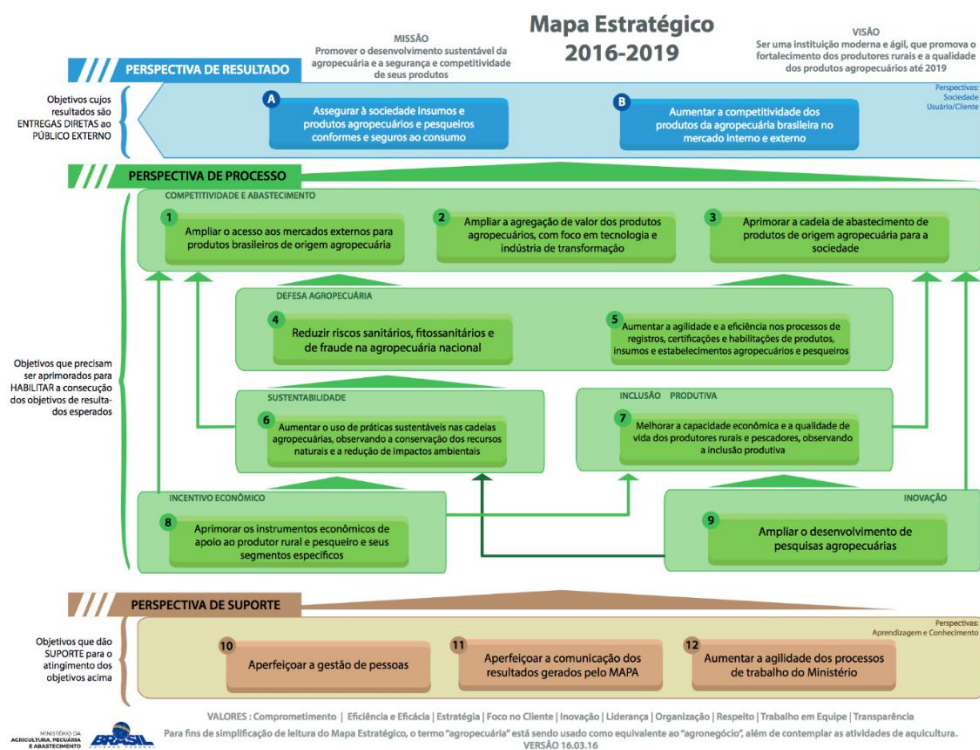 Mapa Estratégico
2016-2019
MISSÃO
Promover o desenvolvimento sustentável da
agropecuária e a segurança e competitividade
de seus produtos
VISÃO
Ser uma instituição moderna e ágil, que promova o
fortalecimento dos produtores rurais e a qualidade
dos produtos agropecuários até 2019
PERSPECTIVA DE RESULTADO
Objetivos cujos
resultados são
ENTREGAS DIRETAS ao
PÚBLICO EXTERNO
Perspectivas:
Sociedade
Usuário/Cliente
A
Assegurar à sociedade insumos e
produtos agropecuários e pesqueiros
conformes e seguros ao consumo
B
Aumentar a competitividade dos
produtos da agropecuária brasileira no
mercado interno e externo
PERSPECTIVA DE PROCESSO
Objetivos que precisam
ser aprimorados para
HABILITAR a consecução
dos objetivos de resulta-
dos esperados
COMPETITIVIDADE E ABASTECIMENTO
1
Ampliar o acesso aos mercados externos para
produtos brasileiros de origem agropecuária
2
Ampliar a agregação de valor dos produtos
agropecuários, com foco em tecnologia e
indústria de transformação
3
Aprimorar a cadeia de abastecimento de
produtos de origem agropecuária para a
sociedade
DEFESA AGROPECUÁRIA
4
Reduzir riscos sanitários, fitossanitários e
de fraude na agropecuária nacional
5
Aumentar a agilidade e a eficiência nos processos de
registros, certificações e habilitações de produtos,
insumos e estabelecimentos agropecuários e pesqueiros
SUSTENTABILIDADE
6
Aumentar o uso de práticas sustentáveis nas cadeias
agropecuárias, observando a conservação dos recursos
naturais e a redução de impactos ambientais
INCLUSÃO PRODUTIVA
7
Melhorar a capacidade econômica e a qualidade de
vida dos produtores rurais e pescadores, observando
a inclusão produtiva
INCENTIVO ECONÔMICO
8
Aprimorar os instrumentos econômicos de
apoio ao produtor rural e pesqueiro e seus
segmentos específicos
INOVAÇÃO
9
Ampliar o desenvolvimento de
pesquisas agropecuárias
PERSPECTIVA DE SUPORTE
Objetivos que dão
SUPORTE para o
atingimento dos
objetivos acima
Perspectivas:
Aprendizagem e Conhecimento
10
Aperfeiçoar a gestão de pessoas
11
Aperfeiçoar a comunicação dos
resultados gerados pelo MAPA
12
Aumentar a agilidade dos processos
de trabalho do Ministério
VALORES : Comprometimento | Eficiência e Eficácia | Estratégia | Foco no Cliente | Inovação | Liderança | Organização | Respeito | Trabalho em Equipe | Transparência
Para fins de simplificação de leitura do Mapa Estratégico, o termo "agropecuária" está sendo usado como equivalente ao "agronegócio", além de contemplar as atividades de aquicultura.
VERSÃO 16.03.16
MINISTÉRIO DA
AGRICULTURA, PECUÁRIA
E ABASTECIMENTO
BRASIL